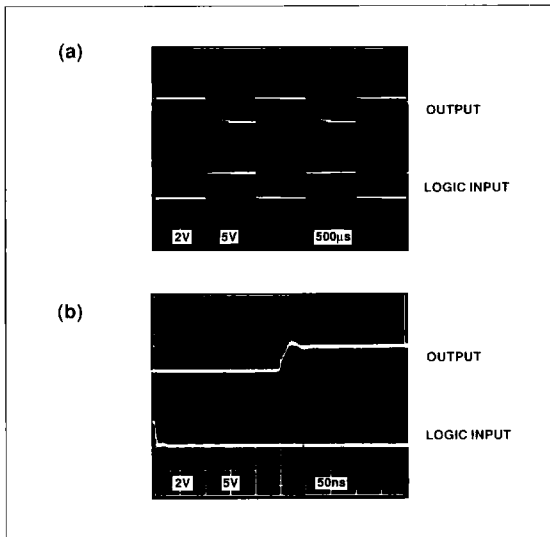 (a)
OUTPUT
LOGIC INPUT
2V 5V 500µs
(b)
OUTPUT
LOGIC INPUT
2V 5V 50ns